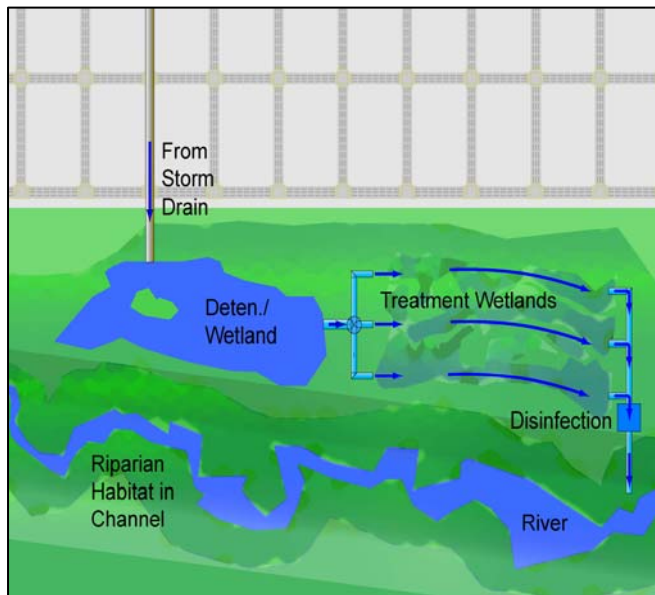 From
Storm
Drain
Deten./
Wetland
Treatment Wetlands
Disinfection
Riparian
Habitat in
Channel
River